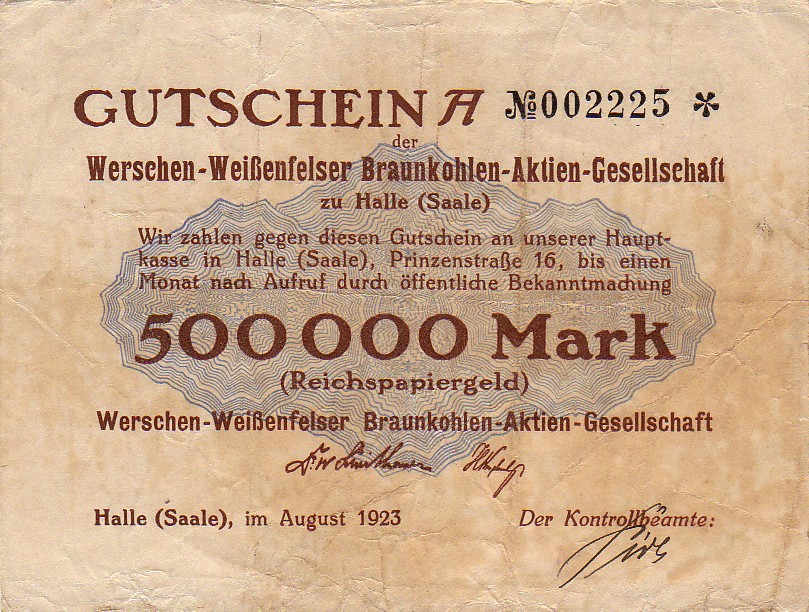 GUTSCHEIN A № 002225 *
der
Werschen-Weißenfelser Braunkohlen-Aktien-Gesellschaft
zu Halle (Saale)
Wir zahlen gegen diesen Gutschein an unserer Haupt-
kasse in Halle (Saale), Prinzenstraße 16, bis einen
Monat nach Aufruf durch öffentliche Bekanntmachung
500000 Mark
(Reichspapiergeld)
Werschen-Weißenfelser Braunkohlen-Aktien-Gesellschaft
Halle (Saale), im August 1923 Der Kontrollbeamte: